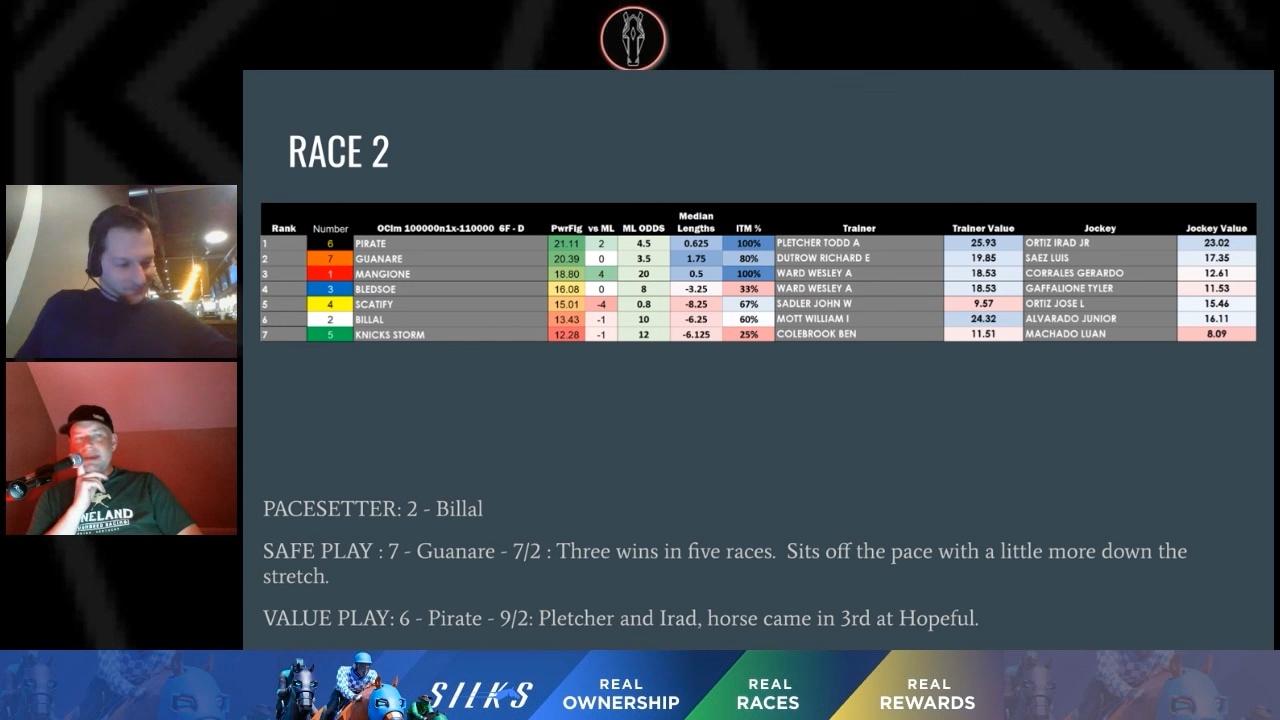 RACE 2
Median
Rank Number OClm 100000n1x-110000 6F - D PwrFig vs ML ML ODDS Lengths ITM % Trainer Trainer Value Jockey Jockey Value
1 6 PIRATE 21.11 2 4.5 0.625 100% PLETCHER TODD A 25.93 ORTIZ IRAD JR 23.02
2 7 GUANARE 20.39 0 3.5 1.75 80% DUTROW RICHARD E 19.85 SAEZ LUIS 17.35
3 1 MANGIONE 18.80 4 20 0.5 100% WARD WESLEY A 18.53 CORRALES GERARDO 12.61
4 3 BLEDSOE 16.08 0 8 -3.25 33% WARD WESLEY A 18.53 GAFFALIONE TYLER 11.53
5 4 SCATIFY 15.01 -4 0.8 -8.25 67% SADLER JOHN W 9.57 ORTIZ JOSE L 15.46
6 2 BILLAL 13.43 -1 10 -6.25 60% MOTT WILLIAM I 24.32 ALVARADO JUNIOR 16.11
7 5 KNICKS STORM 12.28 -1 12 -6.125 25% COLEBROOK BEN 11.51 MACHADO LUAN 8.09
PACESETTER: 2 - Billal
SAFE PLAY : 7 - Guanare - 7/2 : Three wins in five races. Sits off the pace with a little more down the
stretch.
VALUE PLAY: 6 - Pirate - 9/2: Pletcher and Irad, horse came in 3rd at Hopeful.
NELAND
SILKS
REAL
OWNERSHIP
REAL
RACES
REAL
REWARDS